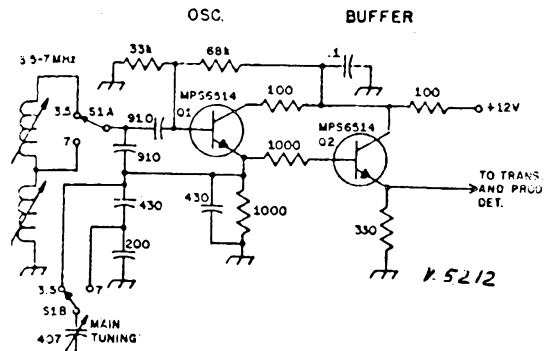 OSC.
BUFFER
33k
68k
.1
3.5-7MHz
100
100
+12V
3.5
S1A
910
Q1
MPS6514
MPS6514
Q2
7
910
1000
430
430
1000
TO TRANS.
AND PROD
DET.
200
330
3.5
7
S1B
MAIN
TUNING
407
V. 5212